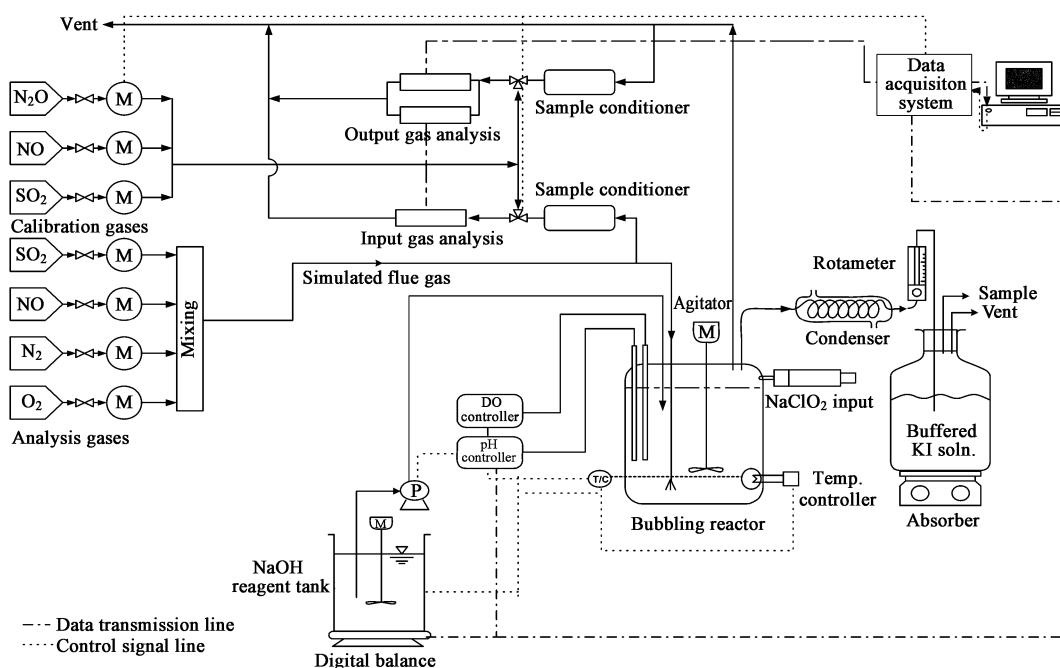 Vent
N₂O
M
NO
M
SO₂
M
Calibration gases
SO₂
M
NO
M
N₂
M
O₂
M
Analysis gases
Mixing
Output gas analysis
Sample conditioner
Sample conditioner
Input gas analysis
Simulated flue gas
Data
acquisiton
system
Agitator
M
Rotameter
Condenser
Sample
Vent
NaClO₂ input
Buffered
KI soln.
Absorber
DO
controller
pH
controller
P
T/C
Temp.
controller
Bubbling reactor
M
NaOH
reagent tank
Data transmission line
Control signal line
Digital balance